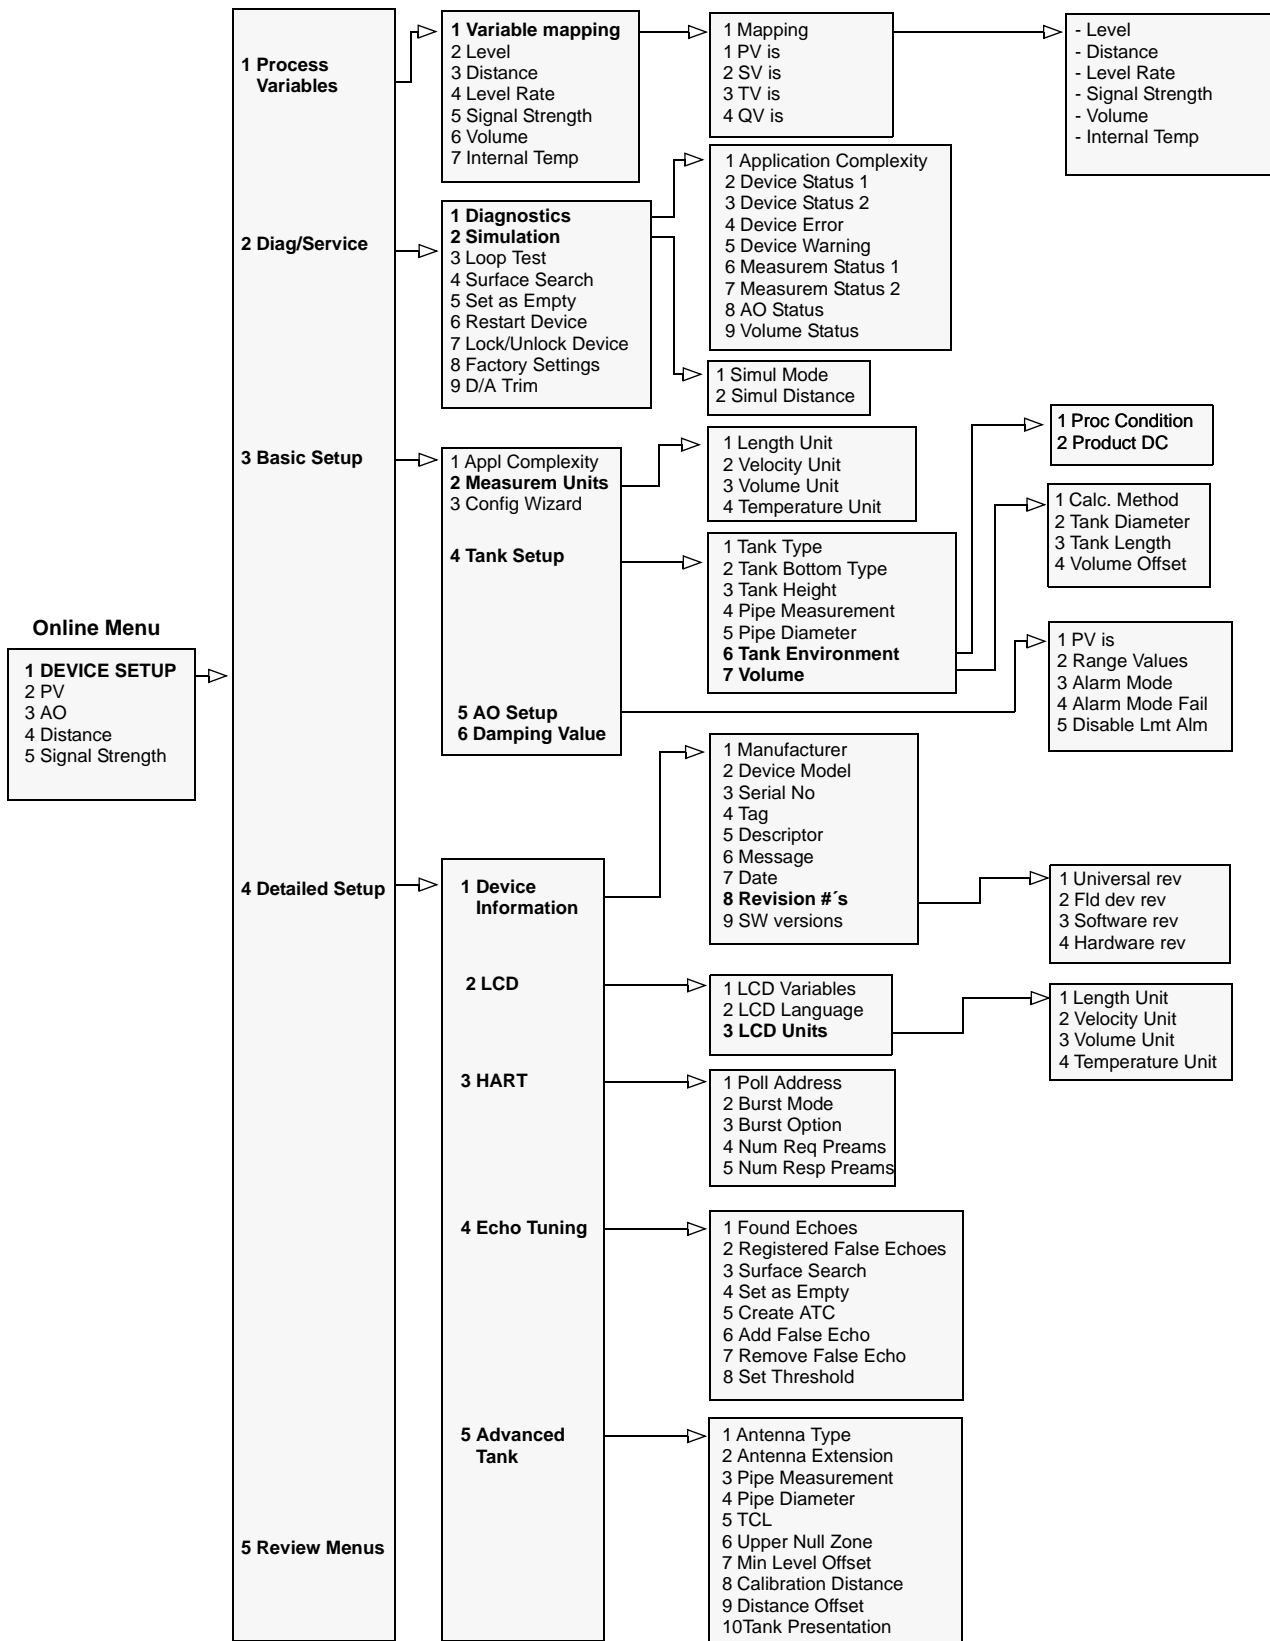 Online Menu
1 DEVICE SETUP
2 PV
3 AO
4 Distance
5 Signal Strength
1 Process
Variables
2 Diag/Service
3 Basic Setup
4 Detailed Setup
5 Review Menus
1 Variable mapping
2 Level
3 Distance
4 Level Rate
5 Signal Strength
6 Volume
7 Internal Temp
1 Mapping
1 PV is
2 SV is
3 TV is
4 QV is
- Level
- Distance
- Level Rate
- Signal Strength
- Volume
- Internal Temp
1 Diagnostics
2 Simulation
3 Loop Test
4 Surface Search
5 Set as Empty
6 Restart Device
7 Lock/Unlock Device
8 Factory Settings
9 D/A Trim
1 Application Complexity
2 Device Status 1
3 Device Status 2
4 Device Error
5 Device Warning
6 Measurem Status 1
7 Measurem Status 2
8 AO Status
9 Volume Status
1 Simul Mode
2 Simul Distance
1 Appl Complexity
2 Measurem Units
3 Config Wizard
4 Tank Setup
5 AO Setup
6 Damping Value
1 Length Unit
2 Velocity Unit
3 Volume Unit
4 Temperature Unit
1 Tank Type
2 Tank Bottom Type
3 Tank Height
4 Pipe Measurement
5 Pipe Diameter
6 Tank Environment
7 Volume
1 Proc Condition
2 Product DC
1 Calc. Method
2 Tank Diameter
3 Tank Length
4 Volume Offset
1 PV is
2 Range Values
3 Alarm Mode
4 Alarm Mode Fail
5 Disable Lmt Alm
1 Device
Information
2 LCD
3 HART
4 Echo Tuning
5 Advanced
Tank
1 Manufacturer
2 Device Model
3 Serial No
4 Tag
5 Descriptor
6 Message
7 Date
8 Revision #´s
9 SW versions
1 Universal rev
2 Fld dev rev
3 Software rev
4 Hardware rev
1 LCD Variables
2 LCD Language
3 LCD Units
1 Length Unit
2 Velocity Unit
3 Volume Unit
4 Temperature Unit
1 Poll Address
2 Burst Mode
3 Burst Option
4 Num Req Preams
5 Num Resp Preams
1 Found Echoes
2 Registered False Echoes
3 Surface Search
4 Set as Empty
5 Create ATC
6 Add False Echo
7 Remove False Echo
8 Set Threshold
1 Antenna Type
2 Antenna Extension
3 Pipe Measurement
4 Pipe Diameter
5 TCL
6 Upper Null Zone
7 Min Level Offset
8 Calibration Distance
9 Distance Offset
10Tank Presentation